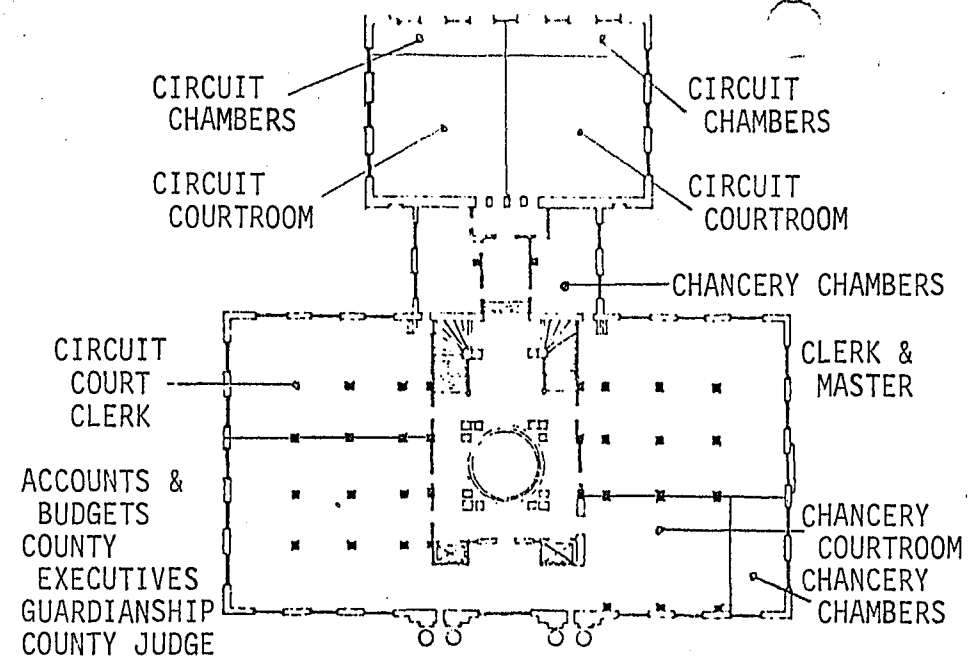 CIRCUIT
CHAMBERS
CIRCUIT
CHAMBERS
CIRCUIT
COURTROOM
CIRCUIT
COURTROOM
CHANCERY CHAMBERS
CIRCUIT
COURT
CLERK
CLERK &
MASTER
ACCOUNTS &
BUDGETS
COUNTY
EXECUTIVES
GUARDIANSHIP
COUNTY JUDGE
CHANCERY
COURTROOM
CHANCERY
CHAMBERS